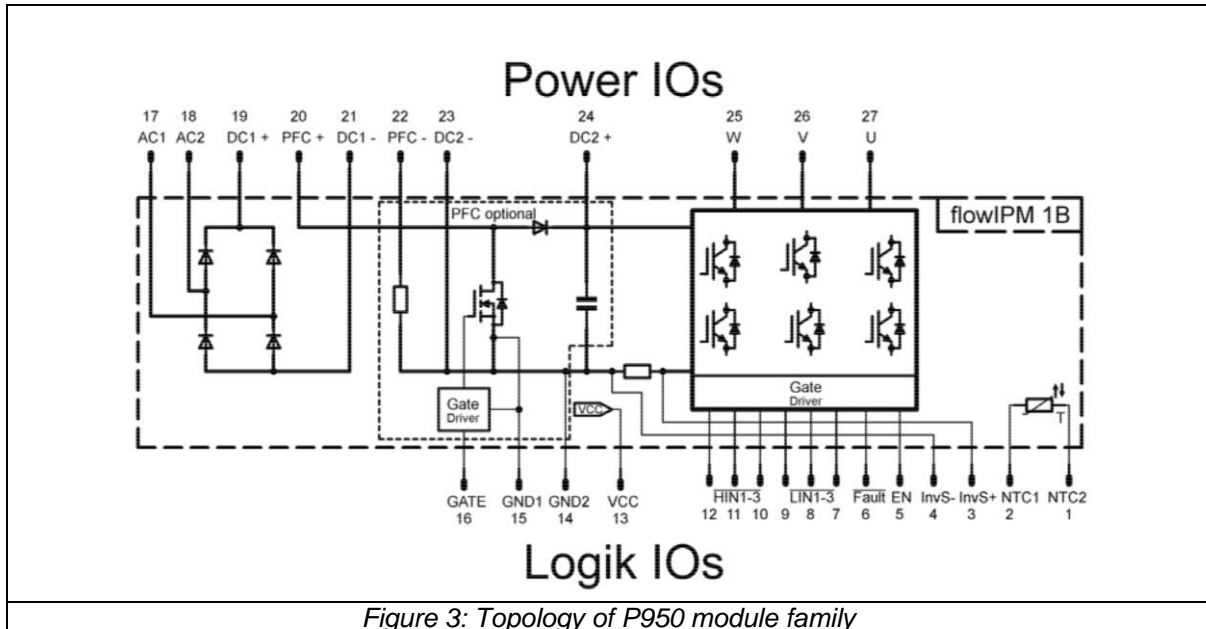 Power IOs
17 18 19 20 21 22 23 24 25 26 27
AC1 AC2 DC1 + PFC + DC1 - PFC - DC2 - DC2 + W V U
PFC optional
flowIPM 1B
Gate
Driver
Gate
Driver
VCC
T
GATE GND1 GND2 VCC HIN1-3 LIN1-3 Fault EN InvS- InvS+ NTC1 NTC2
16 15 14 13 12 11 10 9 8 7 6 5 4 3 2 1
Logik IOs
Figure 3: Topology of P950 module family